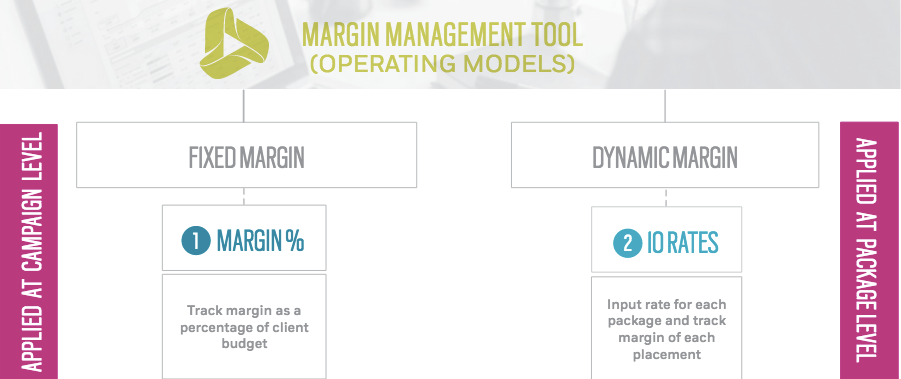 MARGIN MANAGEMENT TOOL
(OPERATING MODELS)
APPLIED AT CAMPAIGN LEVEL
FIXED MARGIN
DYNAMIC MARGIN
APPLIED AT PACKAGE LEVEL
1 MARGIN %
2 IO RATES
Track margin as a
percentage of client
budget
Input rate for each
package and track
margin of each
placement